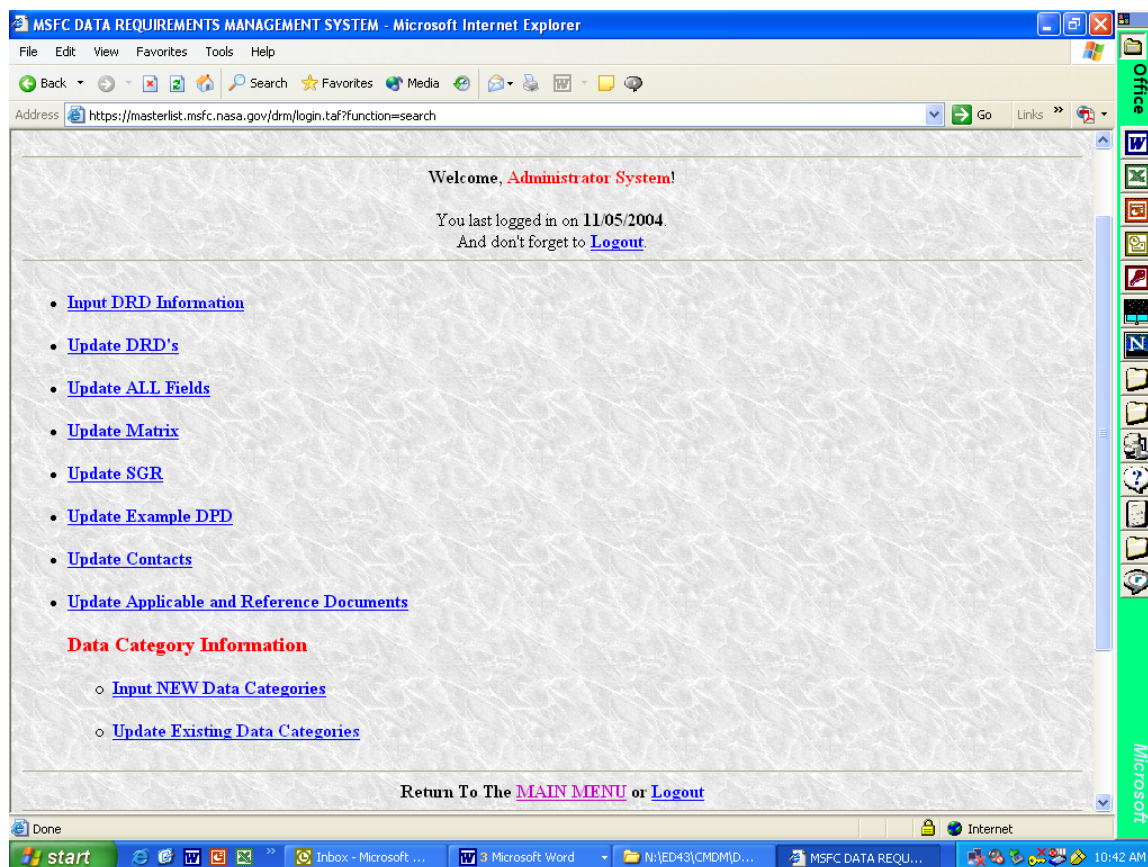 MSFC DATA REQUIREMENTS MANAGEMENT SYSTEM - Microsoft Internet Explorer
File Edit View Favorites Tools Help
Back Search Favorites Media
Address https://masterlist.msfc.nasa.gov/drm/login.taf?function=search Go Links »
Office
Welcome, Administrator System!
You last logged in on 11/05/2004.
And don't forget to Logout.
• Input DRD Information
• Update DRD's
• Update ALL Fields
• Update Matrix
• Update SGR
• Update Example DPD
• Update Contacts
• Update Applicable and Reference Documents
Data Category Information
○ Input NEW Data Categories
○ Update Existing Data Categories
Return To The MAIN MENU or Logout
Microsoft
Done Internet
start » Inbox - Microsoft ... 3 Microsoft Word N:\ED43\CMDM\D... MSFC DATA REQU... 10:42 AM